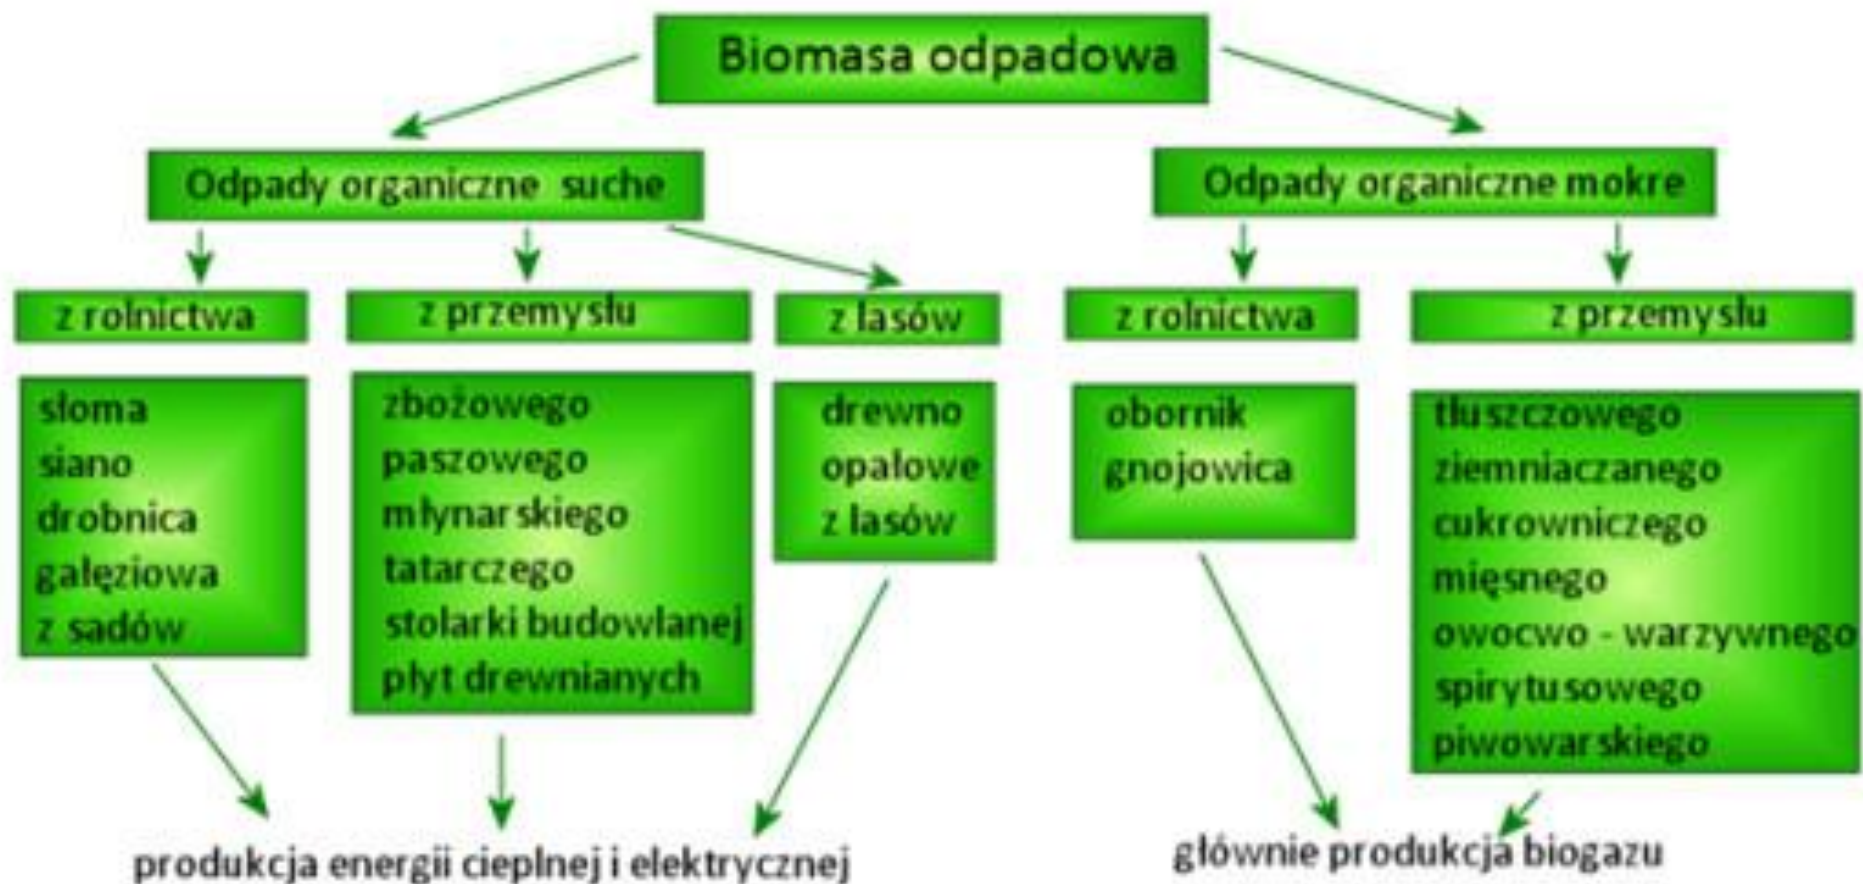 Biomasa odpadowa
Odpady organiczne suche
Odpady organiczne mokre
z rolnictwa
z przemysłu
z lasów
z rolnictwa
z przemysłu
słoma
siano
drobnica
gałęziowa
z sadów
zbożowego
paszowego
młynarskiego
tatarczego
stolarki budowlanej
płyt drewnianych
drewno
opałowe
z lasów
obornik
gnojowica
tłuszczowego
ziemniaczanego
cukrowniczego
mięsnego
owocwo - warzywnego
spirytusowego
piwowarskiego
produkcja energii cieplnej i elektrycznej
głównie produkcja biogazu